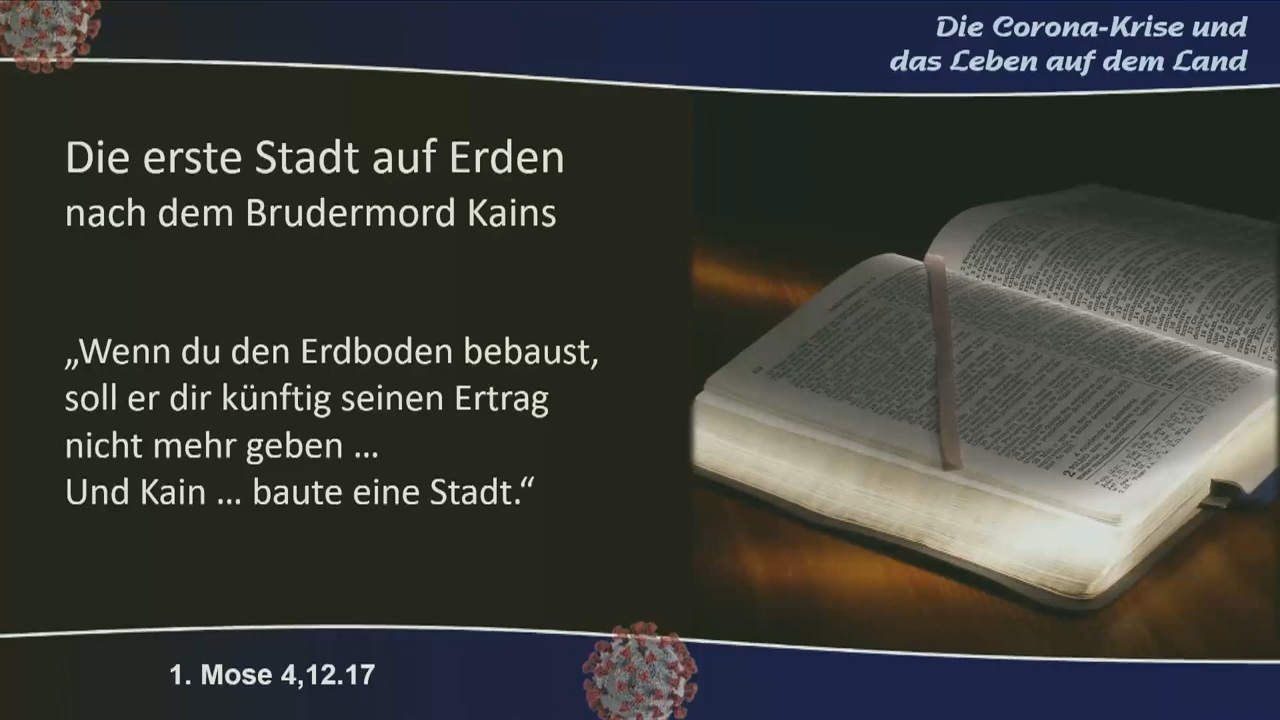 Die Corona-Krise und
das Leben auf dem Land
Die erste Stadt auf Erden
nach dem Brudermord Kains
„Wenn du den Erdboden bebaust,
soll er dir künftig seinen Ertrag
nicht mehr geben ...
Und Kain ... baute eine Stadt.“
1. Mose 4,12.17